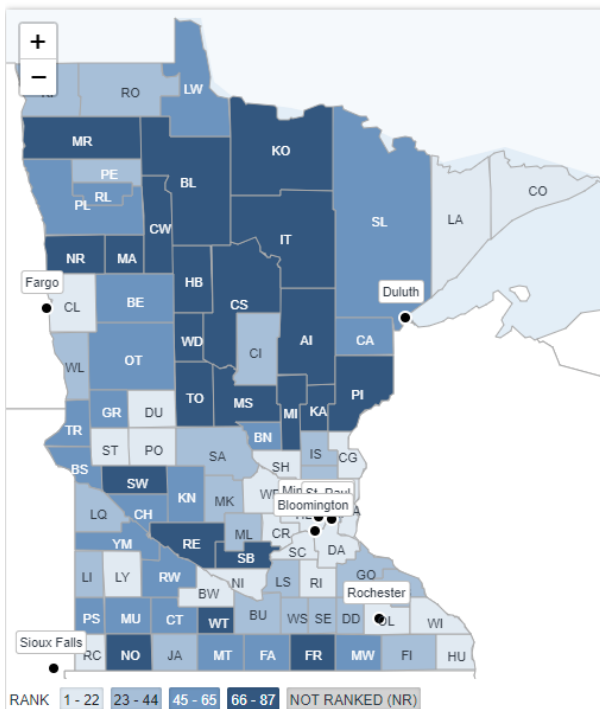 +
−
RO
LW
MR
KO
PE
BL
RL
PL
CO
CW
LA
SL
IT
NR
MA
HB
Fargo
BE
CL
CS
Duluth
WD
AI
CA
CI
OT
WL
PI
TO
MS
GR
DU
MI
KA
TR
BN
ST
PO
SA
IS
CG
BS
SH
SW
KN
MK
St. Paul
LQ
CH
Bloomington
ML
CR
YM
RE
SB
SC
DA
LI
LY
RW
NI
LS
RI
GO
BW
Rochester
PS
MU
CT
WT
BU
WS
SE
DD
OL
WI
Sioux Falls
RC
NO
JA
MT
FA
FR
MW
FI
HU
RANK 1 - 22 23 - 44 45 - 65 66 - 87 NOT RANKED (NR)